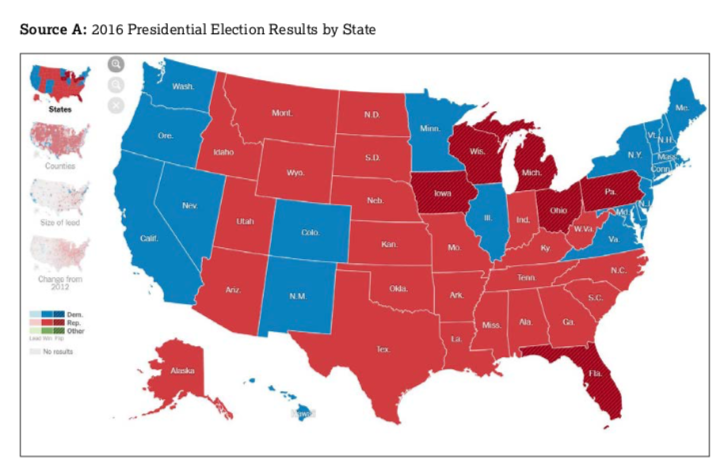 Source A: 2016 Presidential Election Results by State
States
Counties
Size of lead
Change from
2012
Dem.
Rep.
Other
Lead Win Flip
No results
Wash.
Ore.
Calif.
Nev.
Idaho
Mont.
Wyo.
Utah
Ariz.
Colo.
N.M.
N.D.
S.D.
Neb.
Kan.
Okla.
Tex.
Minn.
Iowa
Mo.
Ark.
La.
Wis.
Ill.
Mich.
Ind.
Ohio
Ky.
Tenn.
Miss.
Ala.
Ga.
Fla.
S.C.
N.C.
Va.
W.Va.
Md.
Pa.
N.J.
N.Y.
Conn.
Mass.
Vt.
N.H.
Me.
Alaska